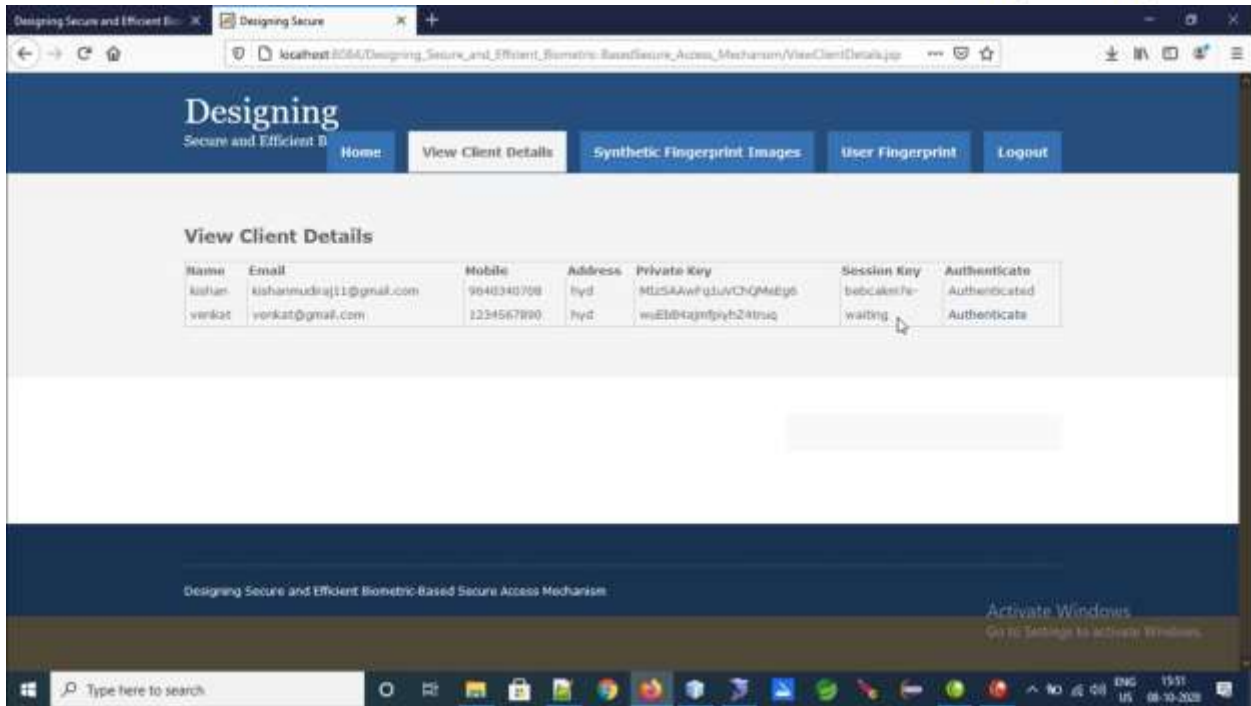 Designing Secure and Efficient Bio
Designing Secure
localhost:8084/Designing_Secure_and_Efficient_Biometric-BasedSecure_Access_Mechanism/ViewClientDetails.jsp
Designing
Secure and Efficient B
Home View Client Details Synthetic Fingerprint Images User Fingerprint Logout
View Client Details
Name Email Mobile Address Private Key Session Key Authenticate
kishan kishanmudiraj11@gmail.com 9640340708 hyd Authenticated
venkat venkat@gmail.com 1234567890 hyd waiting Authenticate
Designing Secure and Efficient Biometric-Based Secure Access Mechanism
Activate Windows
Go to Settings to activate Windows.
Type here to search
ENG 15:51
US 08-10-2020